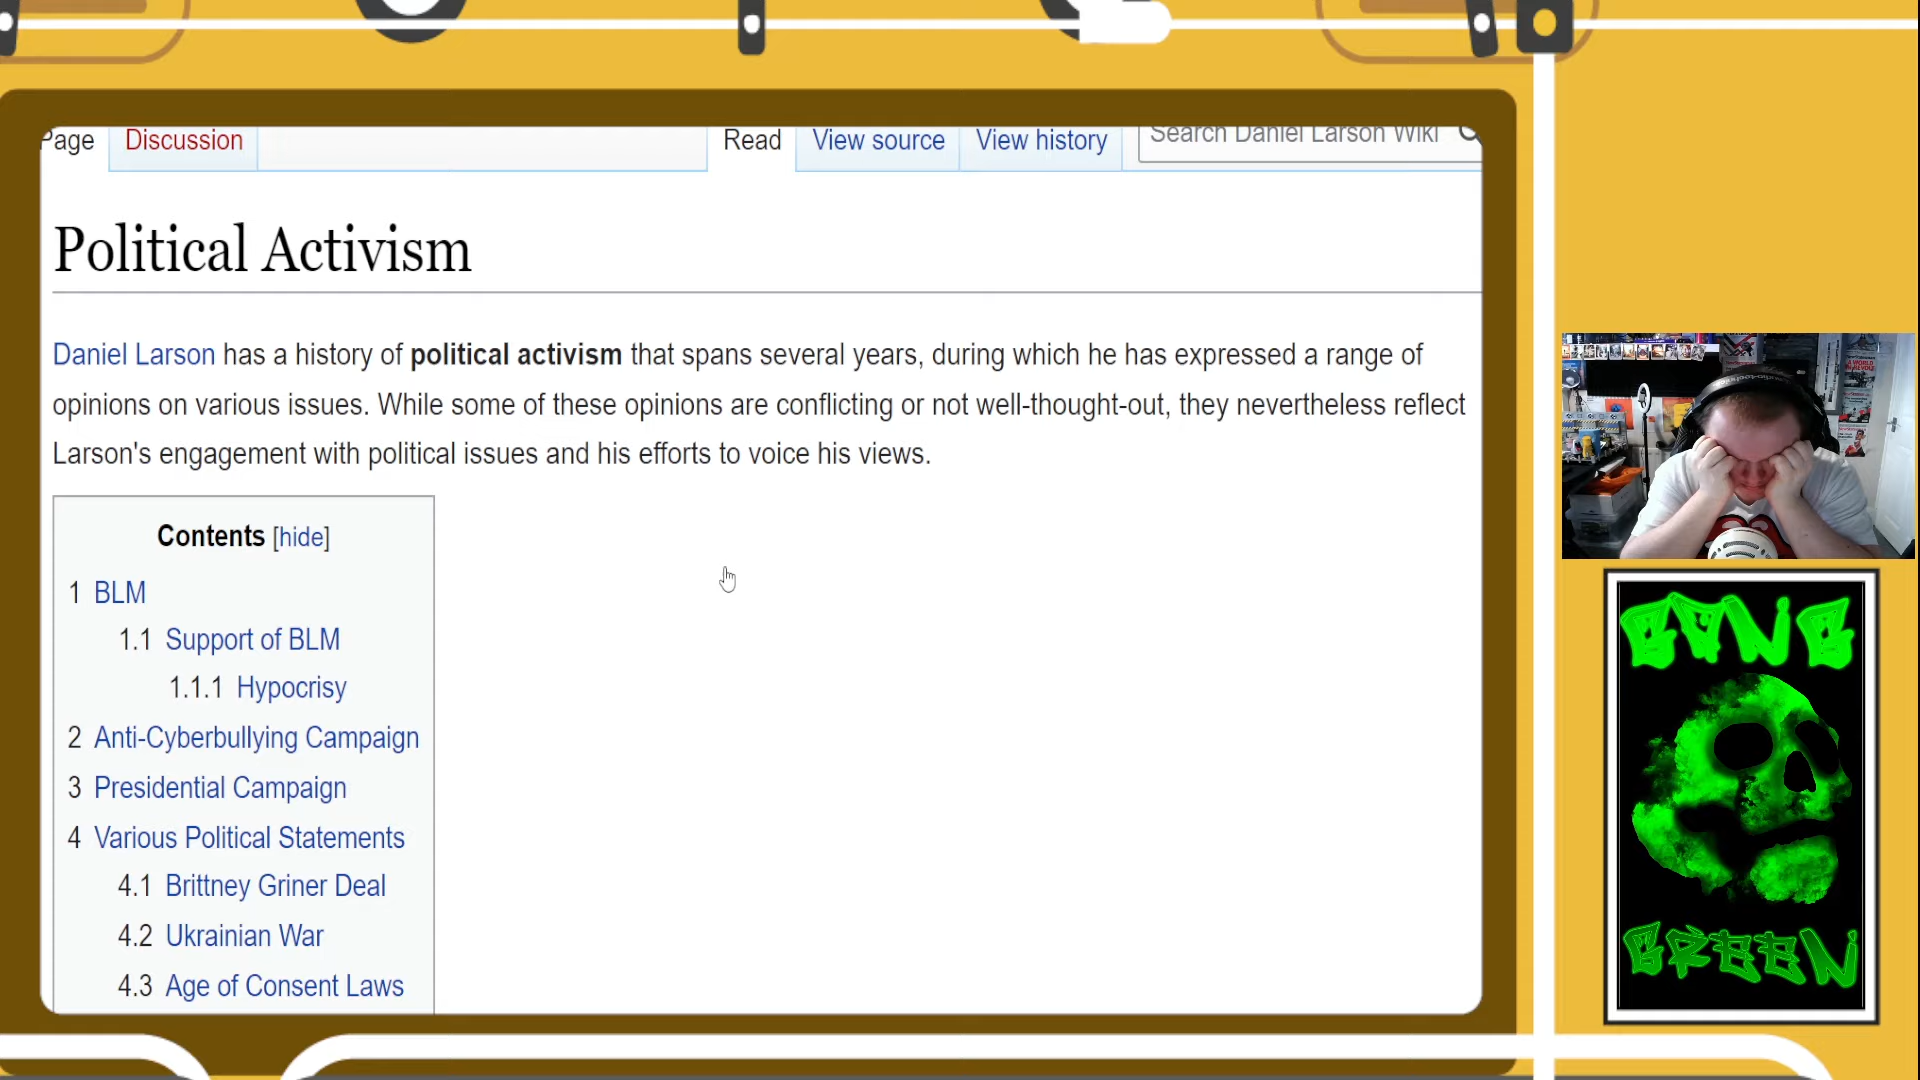 Page Discussion Read View source View history Search Daniel Larson Wiki
Political Activism
Daniel Larson has a history of political activism that spans several years, during which he has expressed a range of
opinions on various issues. While some of these opinions are conflicting or not well-thought-out, they nevertheless reflect
Larson's engagement with political issues and his efforts to voice his views.
Contents [hide]
1 BLM
1.1 Support of BLM
1.1.1 Hypocrisy
2 Anti-Cyberbullying Campaign
3 Presidential Campaign
4 Various Political Statements
4.1 Brittney Griner Deal
4.2 Ukrainian War
4.3 Age of Consent Laws
GANG
GREEN